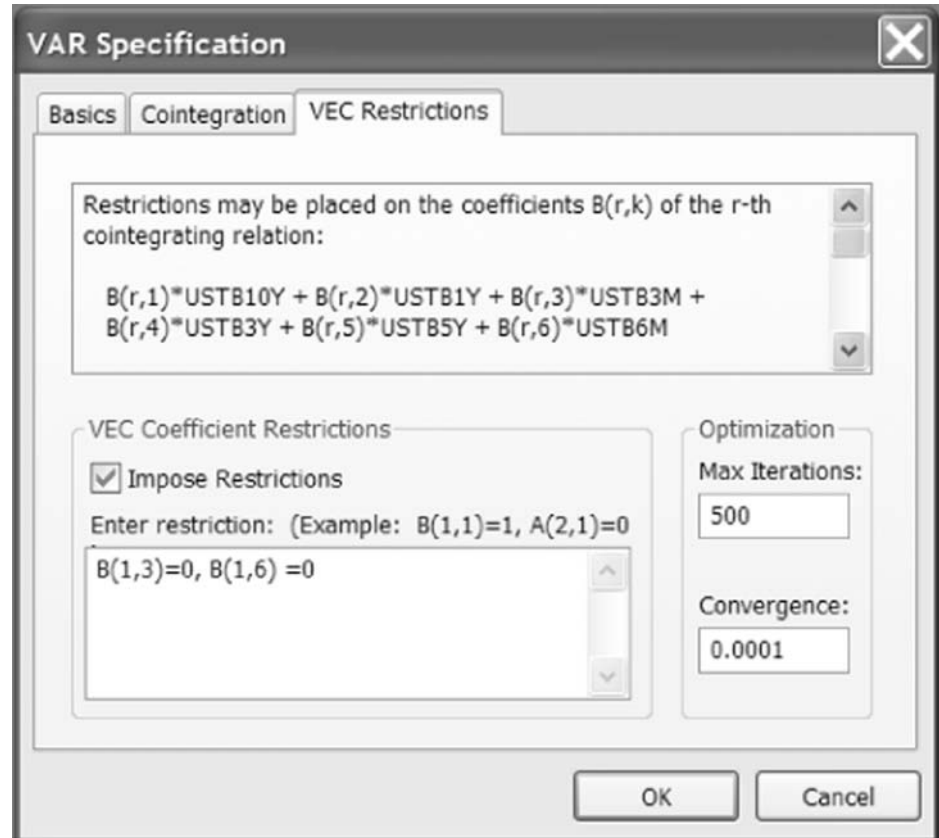 VAR Specification
Basics Cointegration VEC Restrictions
Restrictions may be placed on the coefficients B(r,k) of the r-th
cointegrating relation:
B(r,1)*USTB10Y + B(r,2)*USTB1Y + B(r,3)*USTB3M +
B(r,4)*USTB3Y + B(r,5)*USTB5Y + B(r,6)*USTB6M
VEC Coefficient Restrictions
Impose Restrictions
Enter restriction: (Example: B(1,1)=1, A(2,1)=0
B(1,3)=0, B(1,6) =0
Optimization
Max Iterations:
500
Convergence:
0.0001
OK Cancel